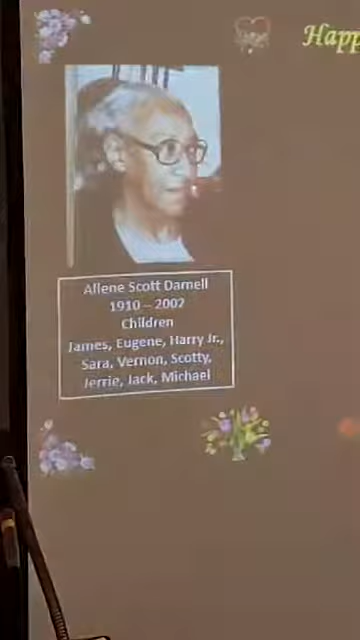 Happ
Allene Scott Darnell
1910 – 2002
Children
James, Eugene, Harry Jr.,
Sara, Vernon, Scotty,
Jerrie, Jack, Michael